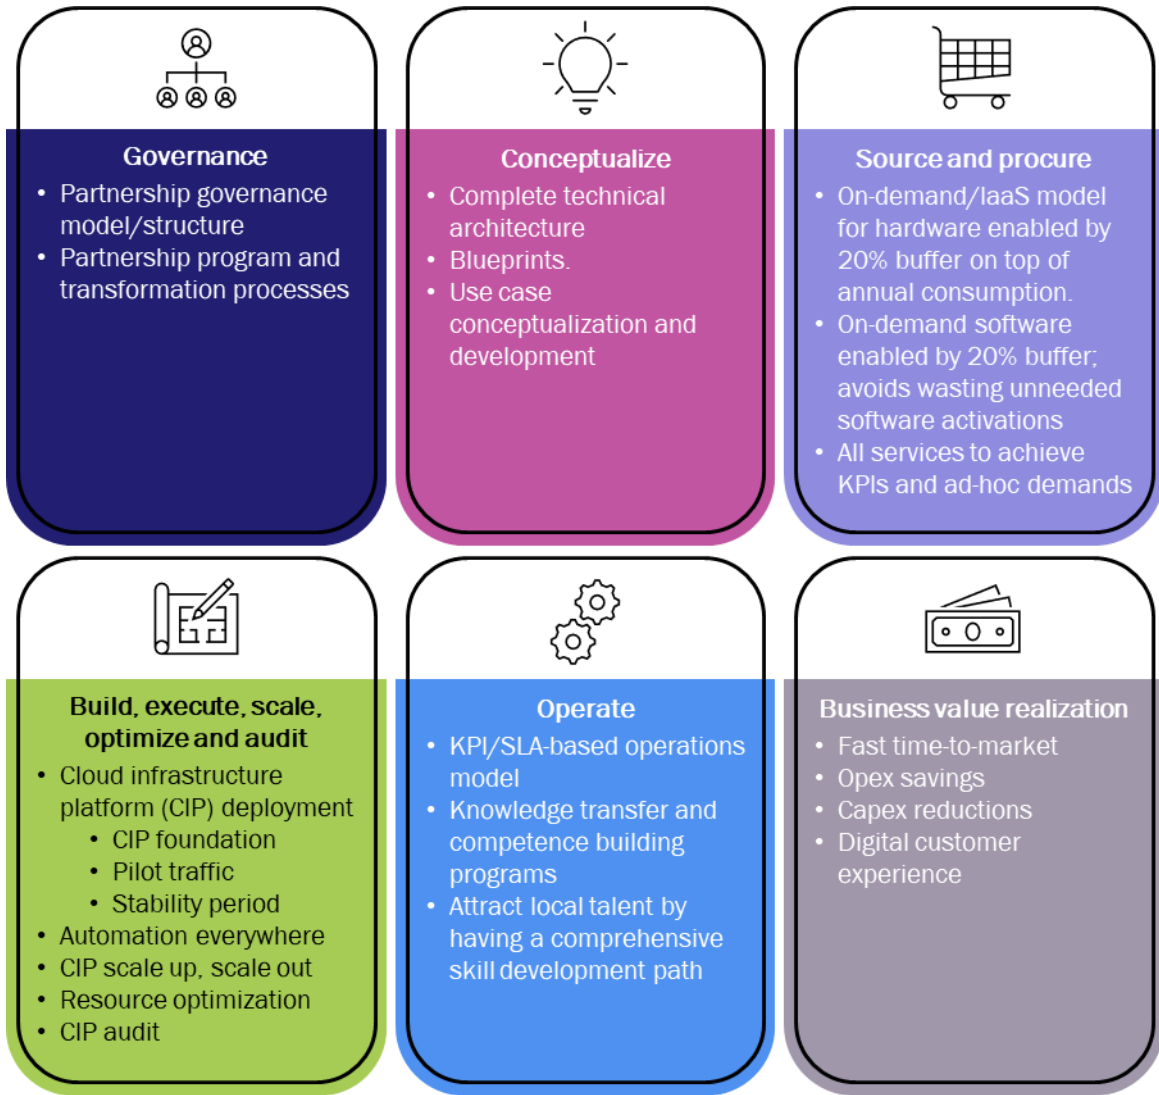 Governance
• Partnership governance
model/structure
• Partnership program and
transformation processes
Conceptualize
• Complete technical
architecture
• Blueprints.
• Use case
conceptualization and
development
Source and procure
• On-demand/IaaS model
for hardware enabled by
20% buffer on top of
annual consumption.
• On-demand software
enabled by 20% buffer;
avoids wasting unneeded
software activations
• All services to achieve
KPIs and ad-hoc demands
Build, execute, scale,
optimize and audit
• Cloud infrastructure
platform (CIP) deployment
• CIP foundation
• Pilot traffic
• Stability period
• Automation everywhere
• CIP scale up, scale out
• Resource optimization
• CIP audit
Operate
• KPI/SLA-based operations
model
• Knowledge transfer and
competence building
programs
• Attract local talent by
having a comprehensive
skill development path
Business value realization
• Fast time-to-market
• Opex savings
• Capex reductions
• Digital customer
experience